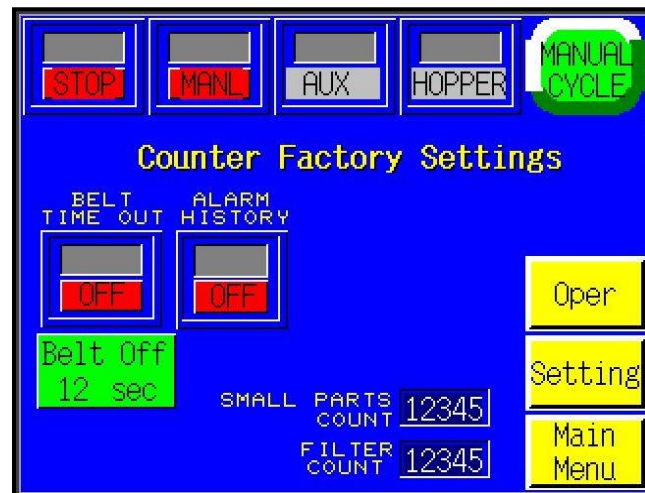 STOP MANL AUX HOPPER MANUAL
CYCLE
Counter Factory Settings
BELT
TIME OUT
ALARM
HISTORY
OFF OFF
Oper
Belt Off
12 sec
Setting
SMALL PARTS
COUNT 12345
FILTER
COUNT 12345
Main
Menu